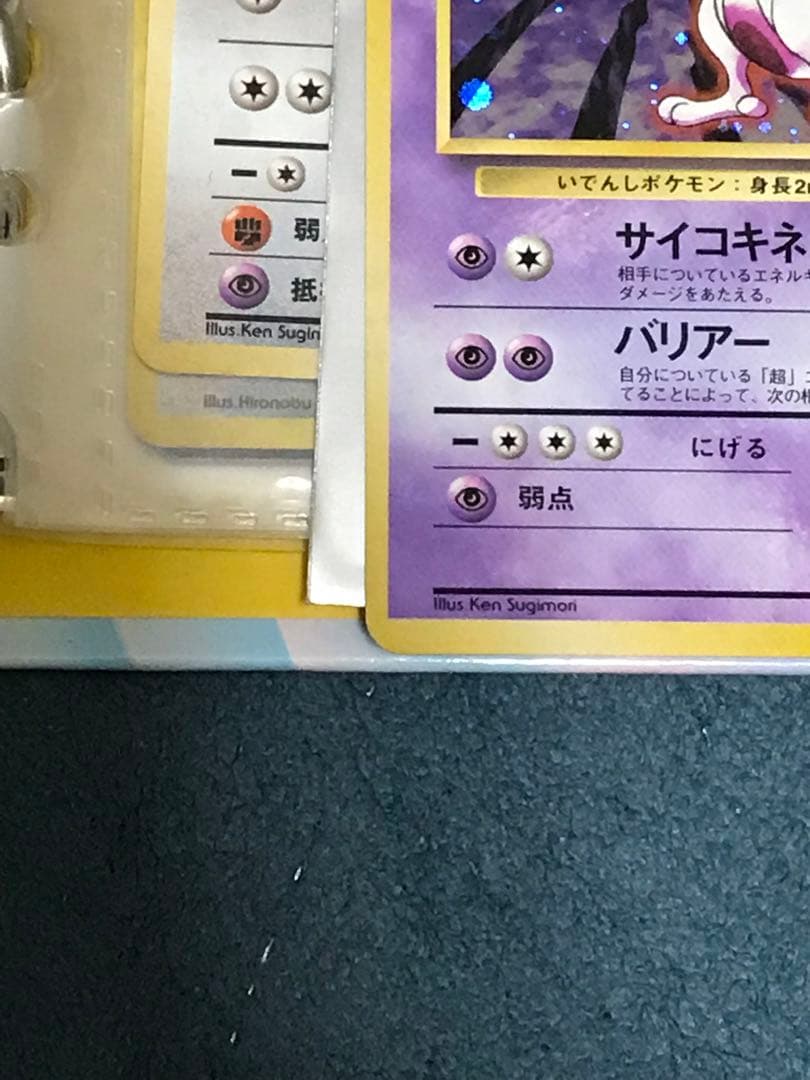 弱
抵
Illus.Ken Sugim
illus.Hironobu
いでんしポケモン：身長2
サイコキネ
相手についているエネルギ
ダメージをあたえる。
バリアー
自分についている「超」エ
てることによって、次の相
にげる
弱点
Illus Ken Sugimori